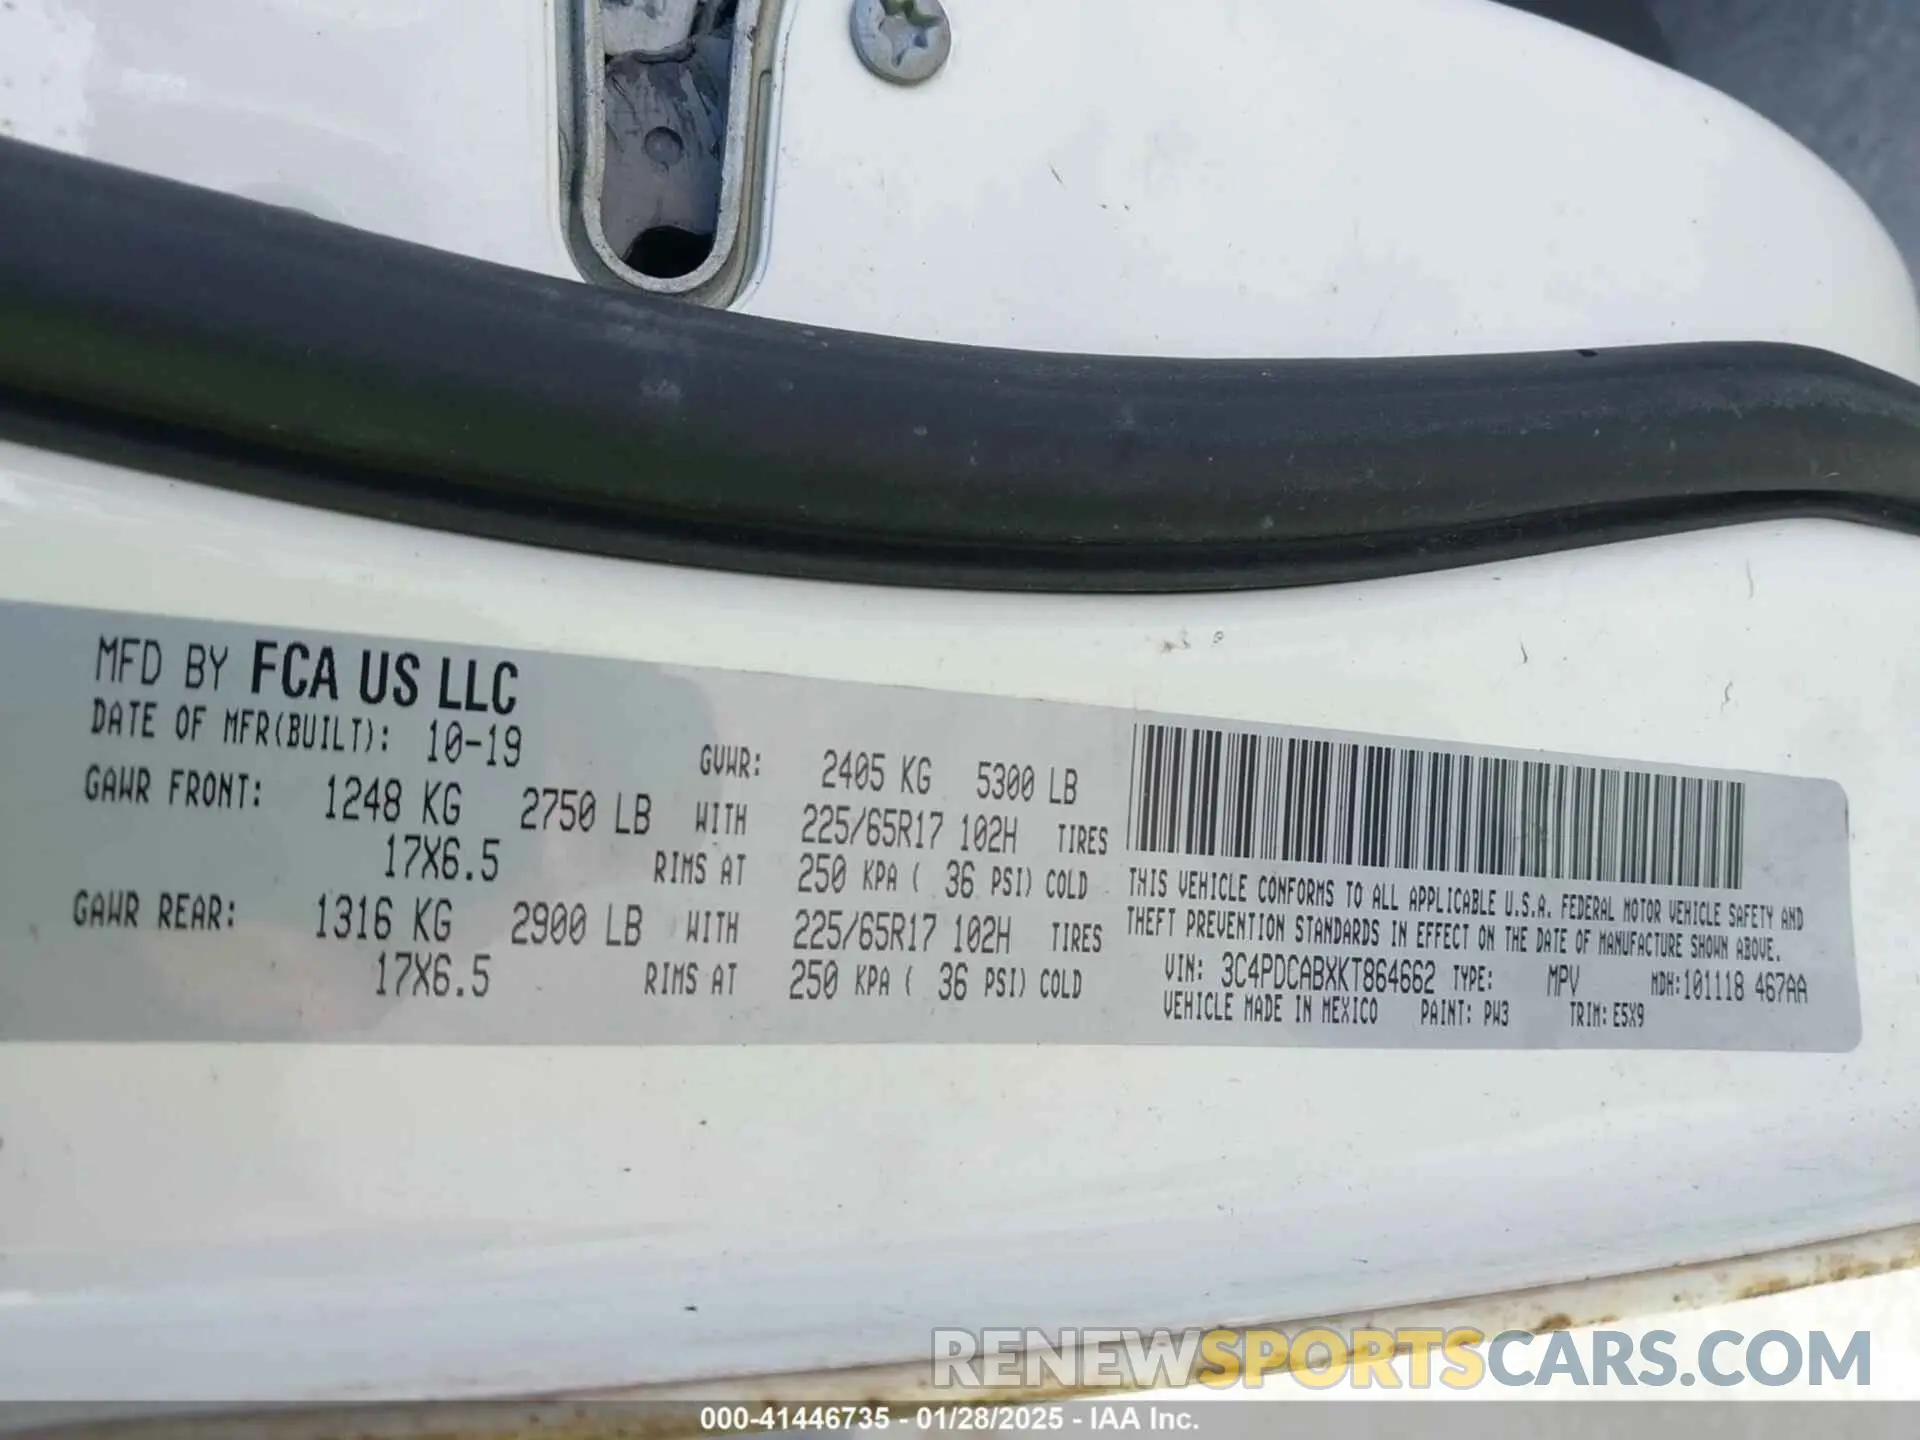 MFD BY FCA US LLC
DATE OF MFR(BUILT): 10-19 GVWR: 2405 KG 5300 LB
GAWR FRONT: 1248 KG 2750 LB WITH 225/65R17 102H TIRES
17X6.5 RIMS AT 250 KPA ( 36 PSI) COLD
GAWR REAR: 1316 KG 2900 LB WITH 225/65R17 102H TIRES
17X6.5 RIMS AT 250 KPA ( 36 PSI) COLD
THIS VEHICLE CONFORMS TO ALL APPLICABLE U.S.A. FEDERAL MOTOR VEHICLE SAFETY AND
THEFT PREVENTION STANDARDS IN EFFECT ON THE DATE OF MANUFACTURE SHOWN ABOVE.
VIN: 3C4PDCABXKT864662 TYPE: MPV MDH:101118 467AA
VEHICLE MADE IN MEXICO PAINT: PW3 TRIM: E5X9
RENEWSPORTSCARS.COM
000-41446735 - 01/28/2025 - IAA Inc.